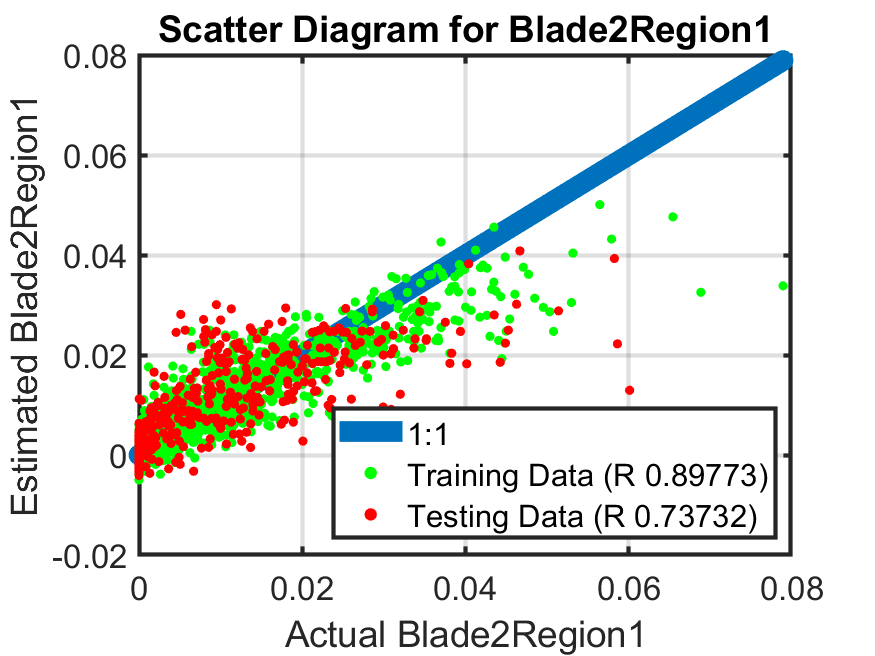 Scatter Diagram for Blade2Region1
Estimated Blade2Region1
0.08
0.06
0.04
0.02
0
-0.02
1:1
Training Data (R 0.89773)
Testing Data (R 0.73732)
0
0.02
0.04
0.06
0.08
Actual Blade2Region1